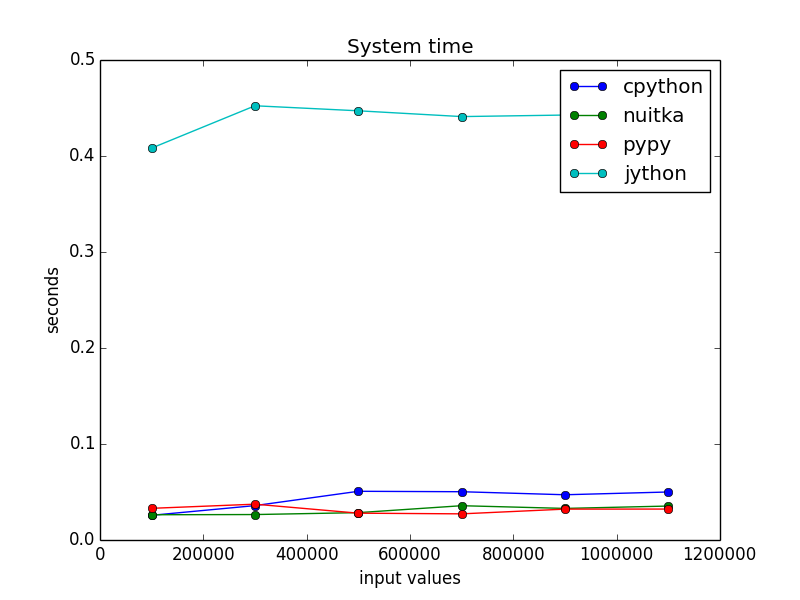 System time
0.5
0.4
0.3
0.2
0.1
0.0
seconds
cpython
nuitka
pypy
jython
0 200000 400000 600000 800000 1000000 1200000
input values